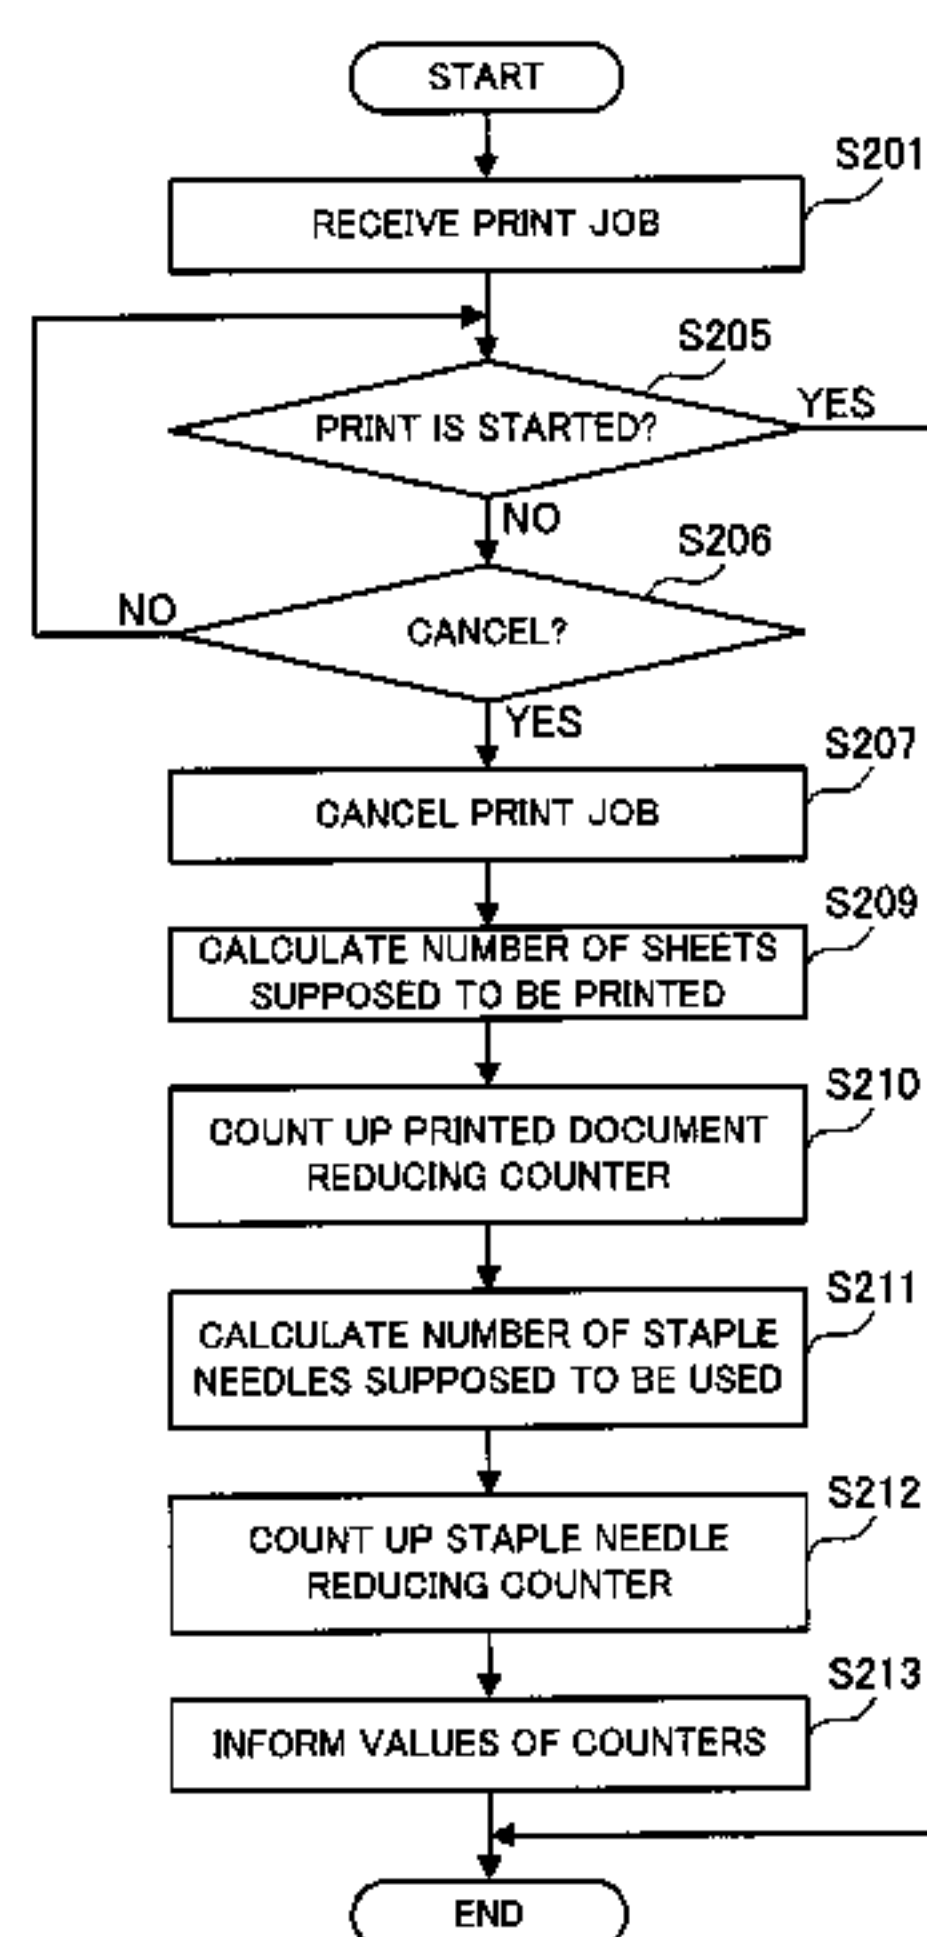 START
S201
RECEIVE PRINT JOB
S205
PRINT IS STARTED?
YES
NO
S206
CANCEL?
NO
YES
S207
CANCEL PRINT JOB
S209
CALCULATE NUMBER OF SHEETS
SUPPOSED TO BE PRINTED
S210
COUNT UP PRINTED DOCUMENT
REDUCING COUNTER
S211
CALCULATE NUMBER OF STAPLE
NEEDLES SUPPOSED TO BE USED
S212
COUNT UP STAPLE NEEDLE
REDUCING COUNTER
S213
INFORM VALUES OF COUNTERS
END